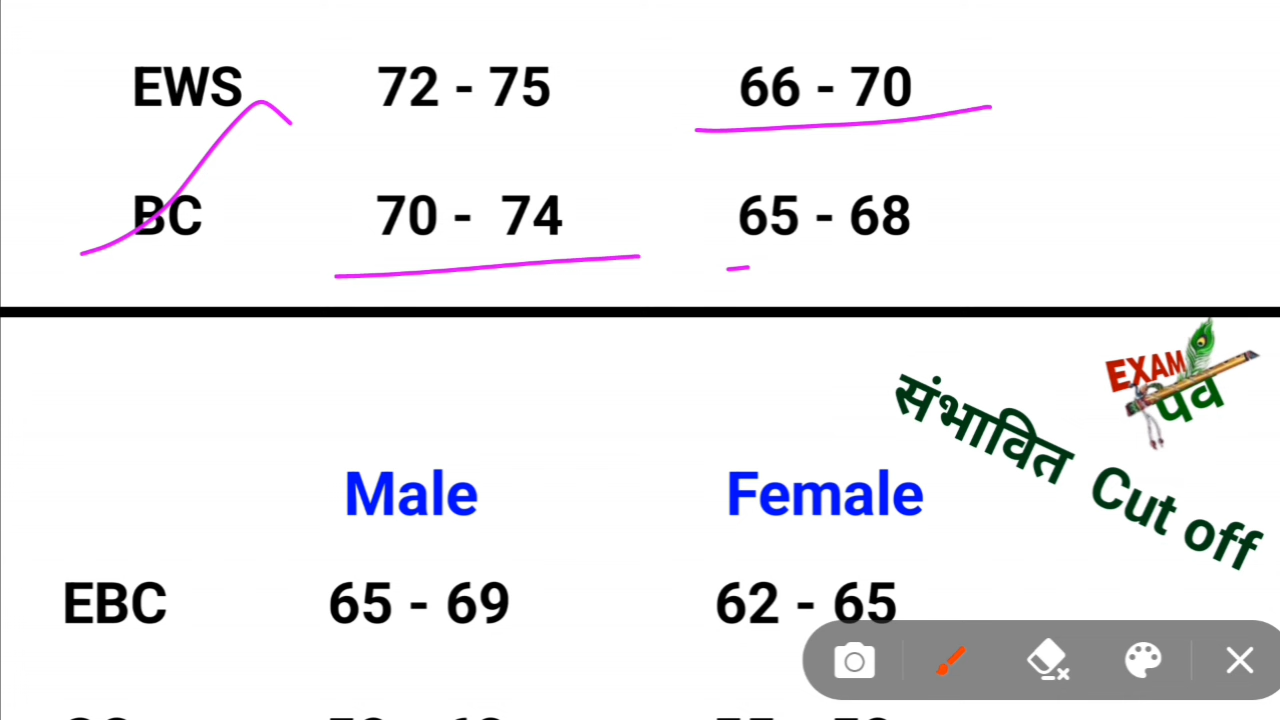 EWS 72 - 75 66 - 70
BC 70 - 74 65 - 68
EXAM
पर्व
संभावित Cut off
Male Female
EBC 65 - 69 62 - 65